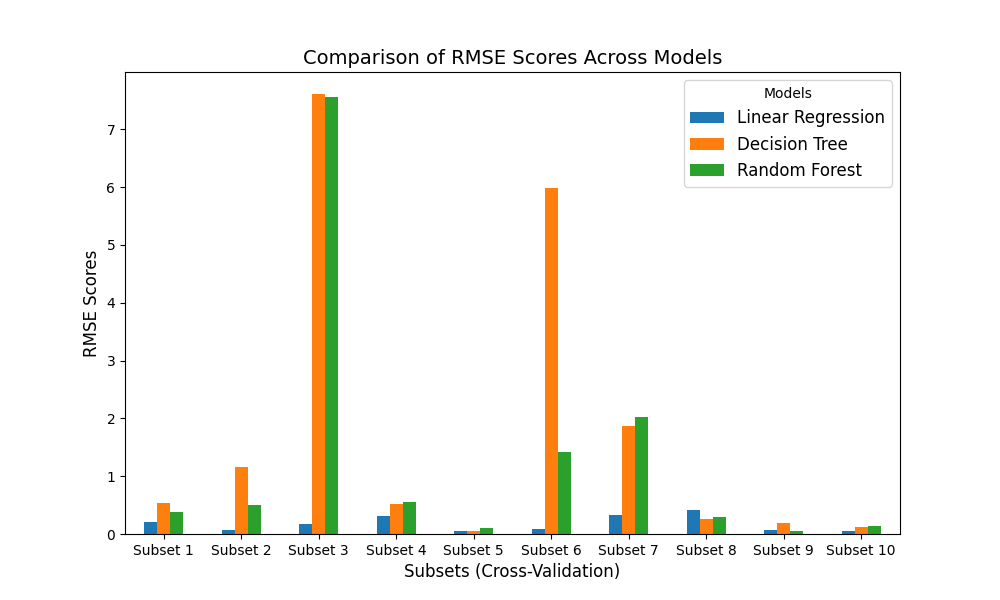 Comparison of RMSE Scores Across Models
Models
Linear Regression
Decision Tree
Random Forest
RMSE Scores
7
6
5
4
3
2
1
0
Subset 1 Subset 2 Subset 3 Subset 4 Subset 5 Subset 6 Subset 7 Subset 8 Subset 9 Subset 10
Subsets (Cross-Validation)